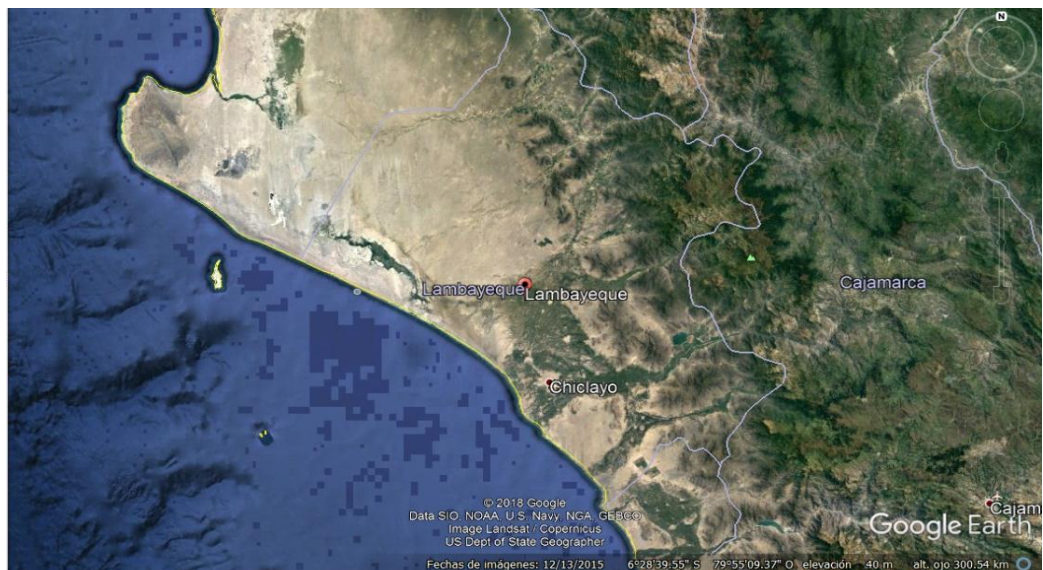 N
Lambayeque
Lambayeque
Cajamarca
Chiclayo
Cajam
© 2018 Google
Data SIO, NOAA, U.S. Navy, NGA, GEBCO
Image Landsat / Copernicus
US Dept of State Geographer
Google Earth
Fechas de imágenes: 12/13/2015 6°28'39.55" S 79°55'09.37" O elevación 40 m alt. ojo 300.54 km